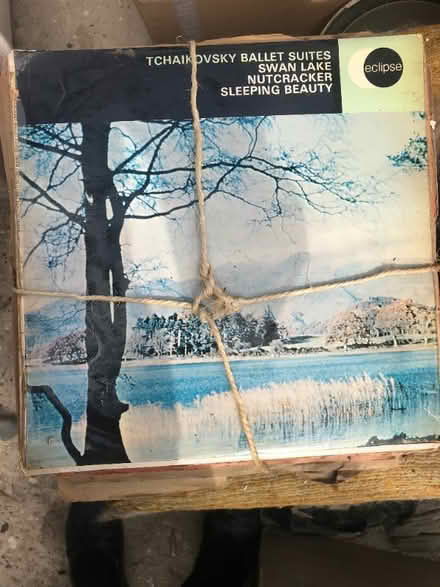 TCHAIKOVSKY BALLET SUITES
SWAN LAKE
NUTCRACKER
SLEEPING BEAUTY
eclipse